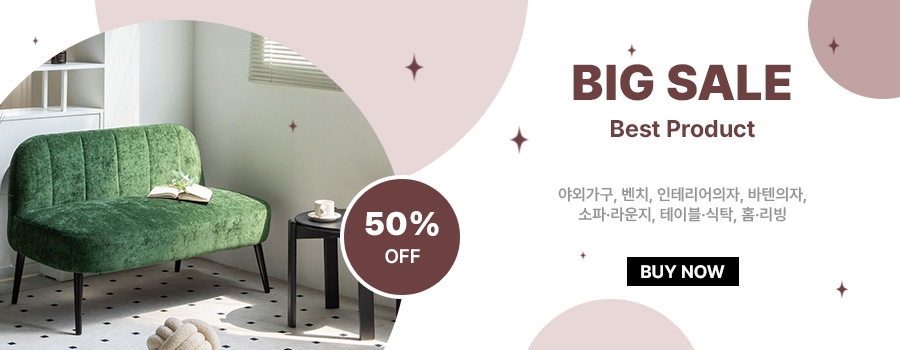 BIG SALE
Best Product
야외가구, 벤치, 인테리어의자, 바텐의자,
소파·라운지, 테이블·식탁, 홈·리빙
50%
OFF
BUY NOW